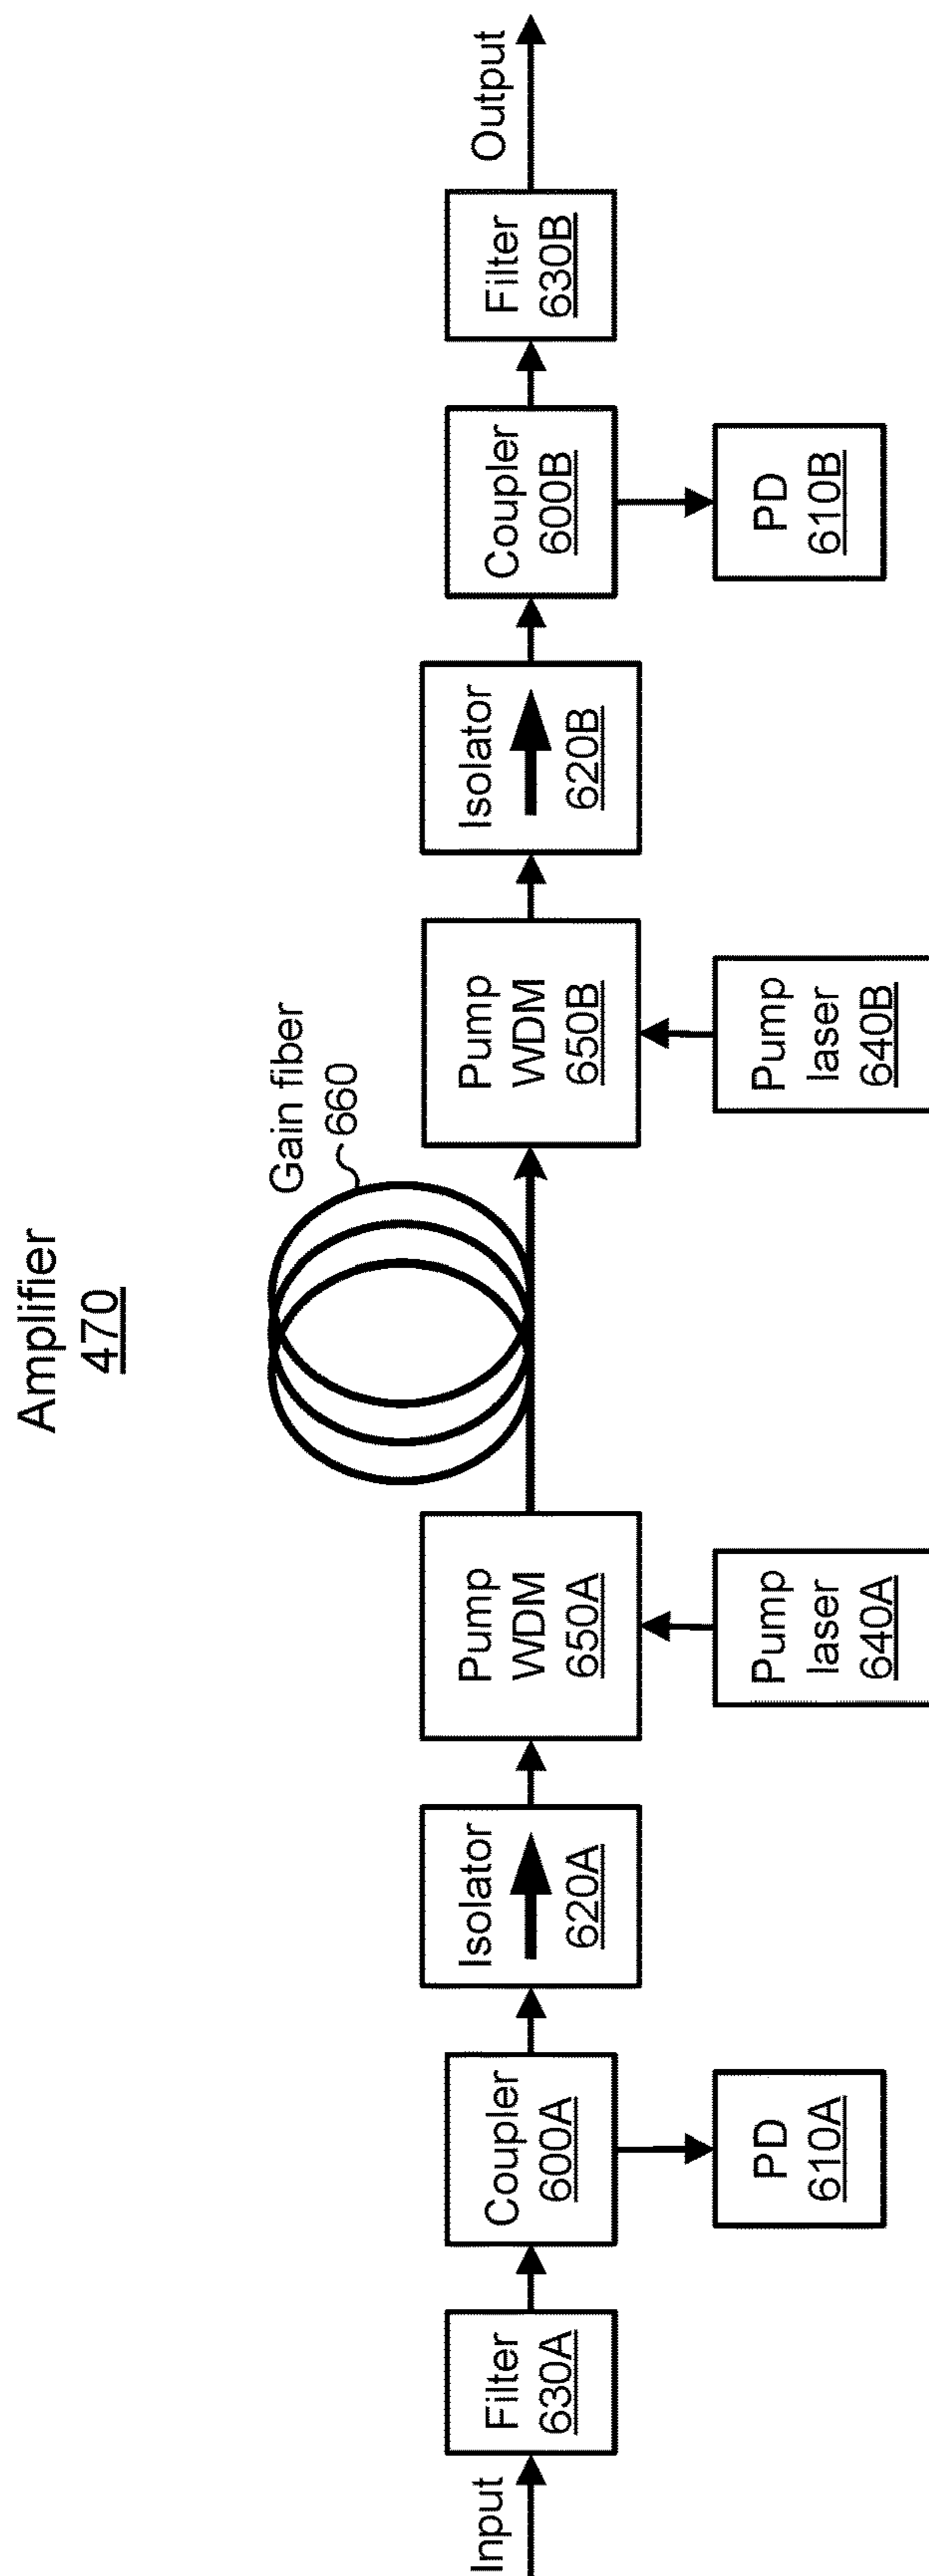 Amplifier
470
Gain fiber
660
Input
Filter
630A
Coupler
600A
PD
610A
Isolator
620A
Pump
WDM
650A
Pump
laser
640A
Pump
WDM
650B
Pump
laser
640B
Isolator
620B
Coupler
600B
PD
610B
Filter
630B
Output